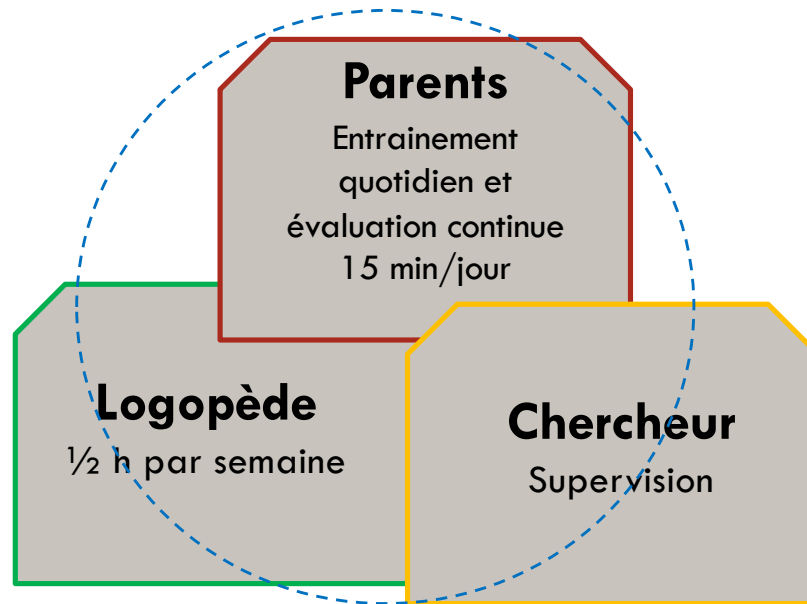 Parents
Entrainement
quotidien et
évaluation continue
15 min/jour
Logopède
½ h par semaine
Chercheur
Supervision